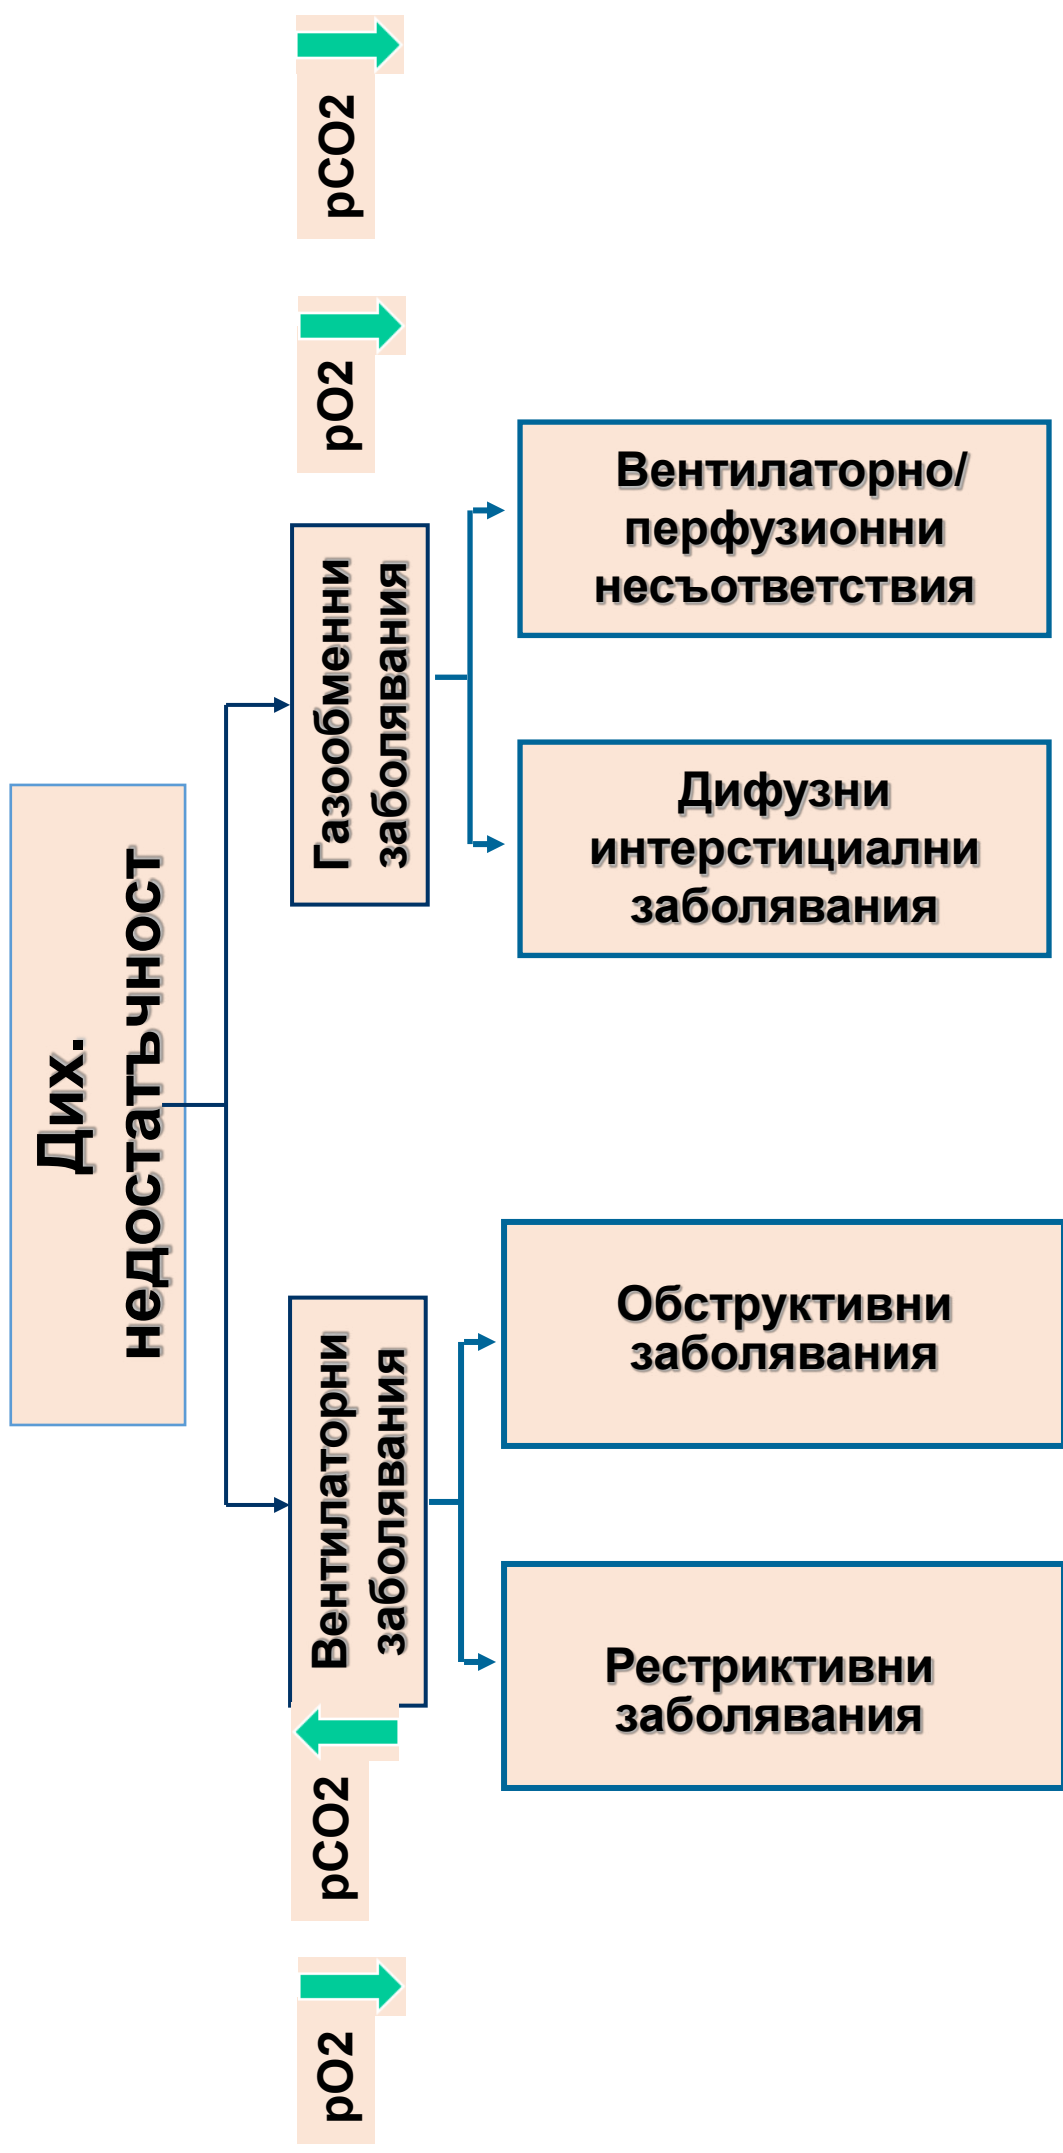 Дих.
недостатъчност
pO2
pCO2
Вентилаторни
заболявания
Газообменни
заболявания
pO2
pCO2
Рестриктивни
заболявания
Обструктивни
заболявания
Дифузни
интерстициални
заболявания
Вентилаторно/
перфузионни
несъответствия